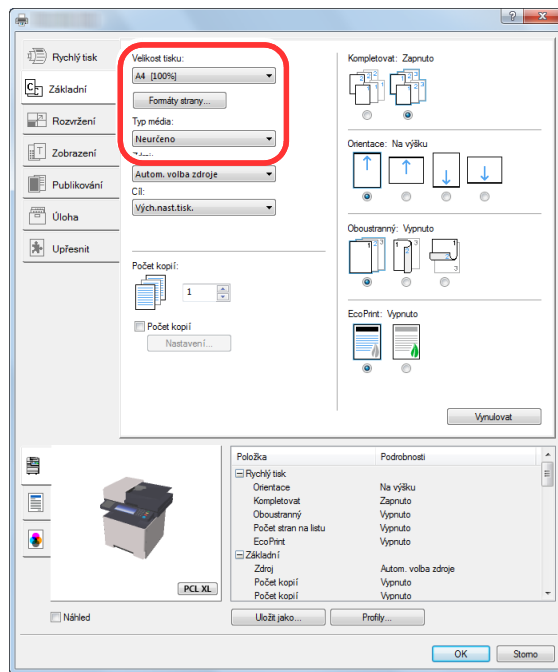 Rychlý tisk
Základní
Rozvržení
Zobrazení
Publikování
Úloha
Upřesnit
Velikost tisku:
A4 [100%]
Formáty strany...
Typ média:
Neurčeno
Autom. volba zdroje
Cíl:
Vých.nast.tisk.
Počet kopií:
1
Počet kopií
Nastavení...
Kompletovat: Zapnuto
Orientace: Na výšku
Oboustranný: Vypnuto
EcoPrint: Vypnuto
Vynulovat
PCL XL
Náhled
Položka Podrobnosti
Rychlý tisk
Orientace Na výšku
Kompletovat Zapnuto
Oboustranný Vypnuto
Počet stran na listu Vypnuto
EcoPrint Vypnuto
Základní
Zdroj Autom. volba zdroje
Počet kopií Vypnuto
Počet kopií Vypnuto
Uložit jako... Profily...
OK Storno